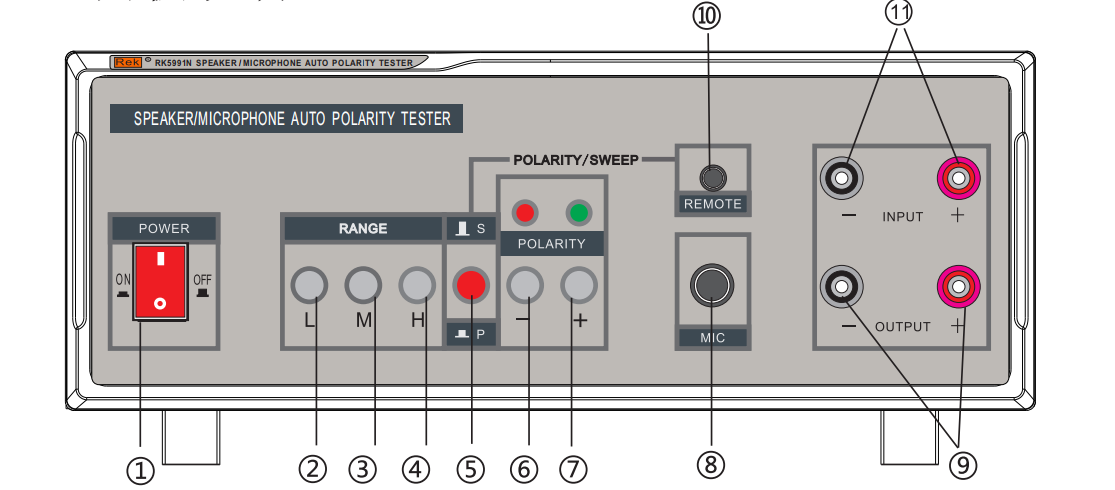 ⑩ ⑪
Rek ® RK5991N SPEAKER/MICROPHONE AUTO POLARITY TESTER
SPEAKER/MICROPHONE AUTO POLARITY TESTER
POLARITY/SWEEP
REMOTE
− INPUT +
POWER
ON OFF
RANGE
L M H
S
P
POLARITY
− +
MIC
− OUTPUT +
① ② ③ ④ ⑤ ⑥ ⑦ ⑧ ⑨